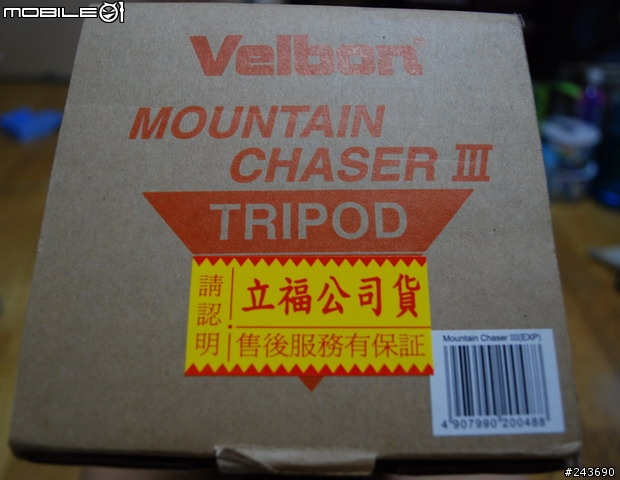 MOBILE01
Velbon
MOUNTAIN
CHASER III
TRIPOD
請認明
立福公司貨
售後服務有保証
Mountain Chaser III(EXP)
4 907990 200488
#243690